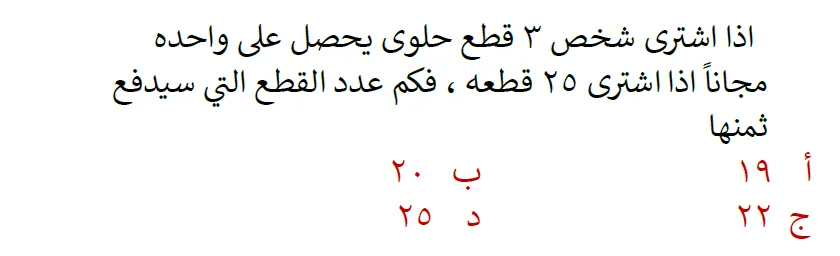 اذا اشترى شخص ٣ قطع حلوى يحصل على واحده
مجاناً اذا اشترى ٢٥ قطعه ، فكم عدد القطع التي سيدفع
ثمنها
أ ١٩ ب ٢٠
ج ٢٢ د ٢٥